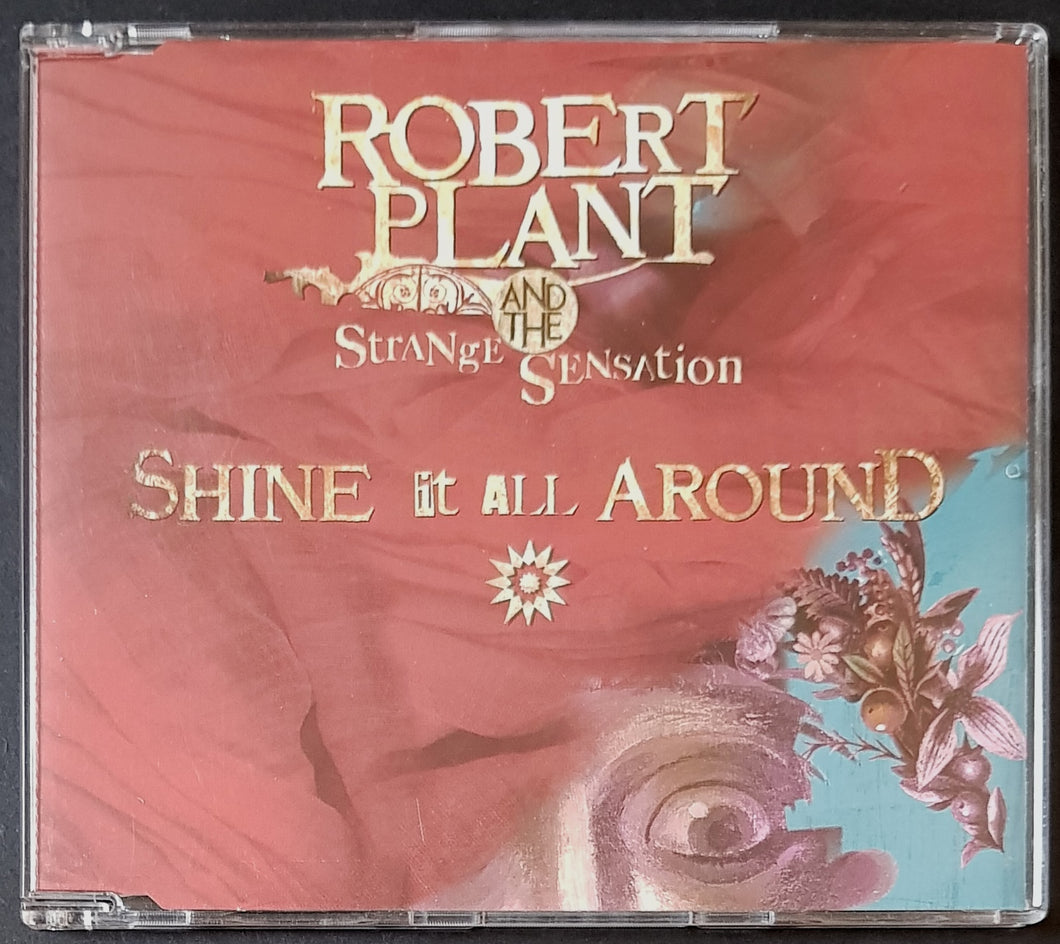 ROBERT
PLANT
AND
THE
StrANgE SENSAtion
SHINE it ALL AROUND